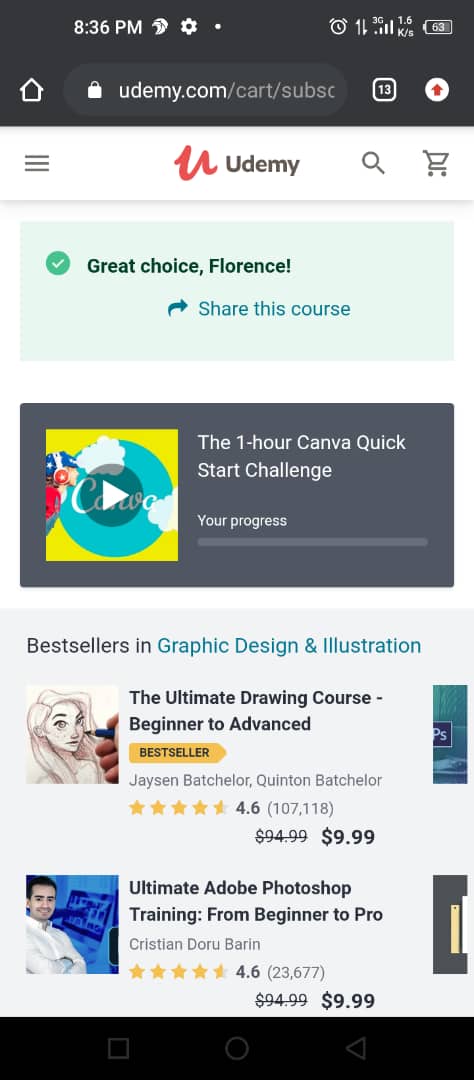 8:36 PM
3G
1.6
K/s
63
udemy.com/cart/subsc
13
Udemy
Great choice, Florence!
Share this course
Canva
The 1-hour Canva Quick
Start Challenge
Your progress
Bestsellers in Graphic Design & Illustration
The Ultimate Drawing Course -
Beginner to Advanced
BESTSELLER
Jaysen Batchelor, Quinton Batchelor
4.6 (107,118)
$94.99 $9.99
Ps
Ultimate Adobe Photoshop
Training: From Beginner to Pro
Cristian Doru Barin
4.6 (23,677)
$94.99 $9.99